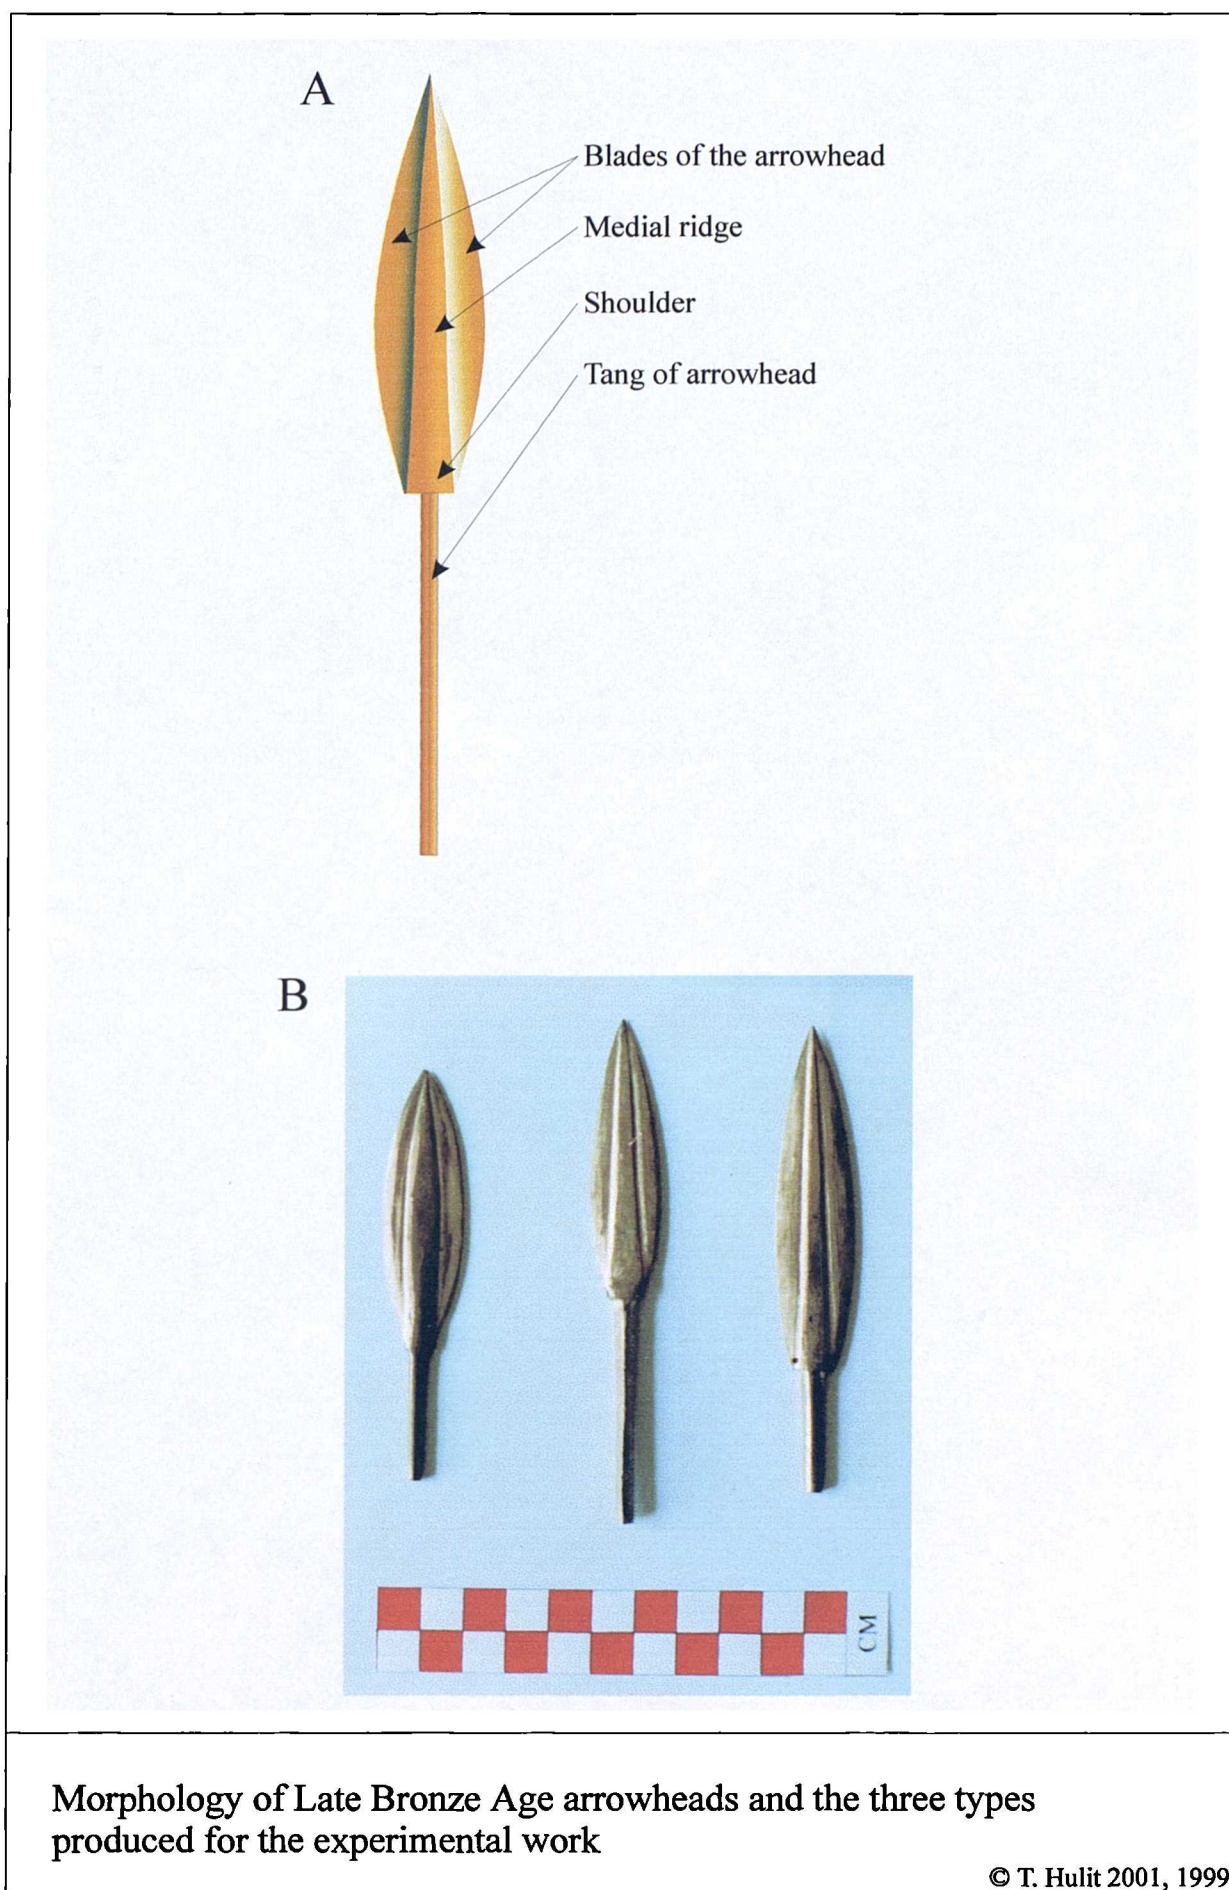 A
Blades of the arrowhead
Medial ridge
Shoulder
Tang of arrowhead
B
CM
Morphology of Late Bronze Age arrowheads and the three types
produced for the experimental work
© T. Hulit 2001, 1999